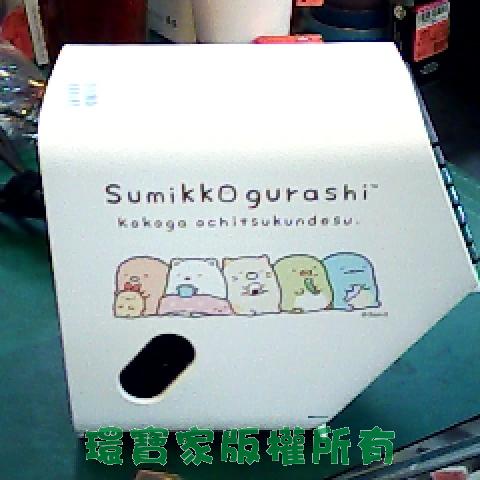 Sumikkogurashi™
kokoga ochitsukundesu.
環寶家版權所有